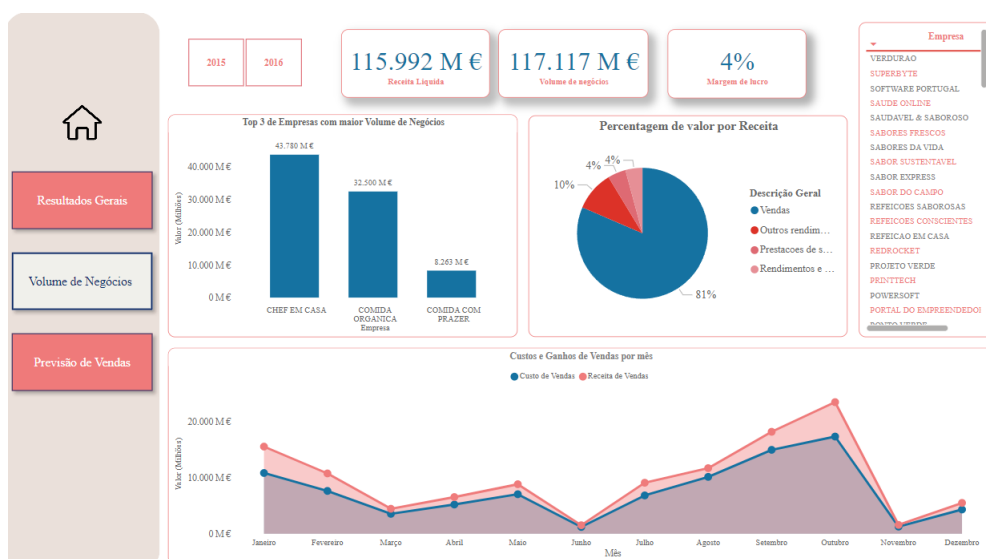 Resultados Gerais
Volume de Negócios
Previsão de Vendas
2015
2016
115.992 M €
Receita Líquida
117.117 M €
Volume de negócios
4%
Margem de lucro
Empresa
VERDURAO
SUPERBYTE
SOFTWARE PORTUGAL
SAUDE ONLINE
SAUDAVEL & SABOROSO
SABORES FRESCOS
SABORES DA VIDA
SABOR SUSTENTAVEL
SABOR EXPRESS
SABOR DO CAMPO
REFEICOES SABOROSAS
REFEICOES CONSCIENTES
REFEICAO EM CASA
REDROCKET
PROJETO VERDE
PRINTTECH
POWERSOFT
PORTAL DO EMPREENDEDOI
PONTO VERDE
Top 3 de Empresas com maior Volume de Negócios
Valor (Milhões)
40.000 M €
30.000 M €
20.000 M €
10.000 M €
0 M €
43.780 M €
32.500 M €
8.263 M €
CHEF EM CASA
COMIDA
ORGANICA
COMIDA COM
PRAZER
Empresa
Percentagem de valor por Receita
4%
4%
10%
81%
Descrição Geral
Vendas
Outros rendim...
Prestacoes de s...
Rendimentos e ...
Custos e Ganhos de Vendas por mês
Custo de Vendas
Receita de Vendas
Valor (Milhões)
20.000 M €
10.000 M €
0 M €
Janeiro
Fevereiro
Março
Abril
Maio
Junho
Julho
Agosto
Setembro
Outubro
Novembro
Dezembro
Mês